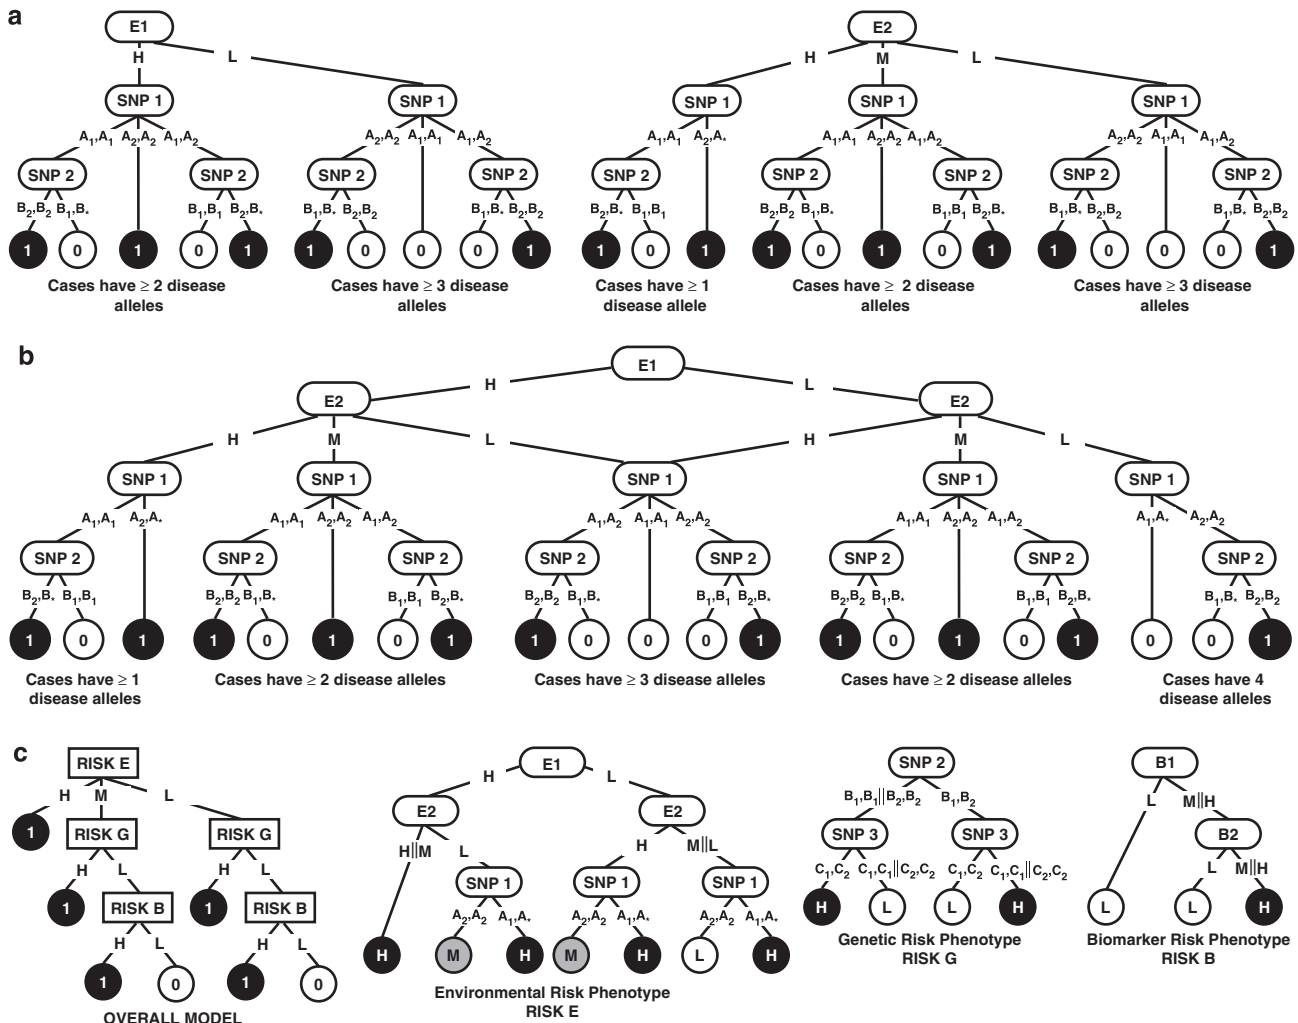 a
E1
E2
H
L
H
M
L
SNP 1
SNP 1
SNP 1
SNP 1
SNP 1
A1,A1 A2,A2 A1,A2
A2,A2 A1,A1 A1,A2
A1,A1 A2,A*
A1,A1 A2,A2 A1,A2
A2,A2 A1,A1 A1,A2
SNP 2
SNP 2
SNP 2
SNP 2
SNP 2
SNP 2
SNP 2
SNP 2
SNP 2
B2,B2 B1,B*
B1,B1 B2,B*
B1,B* B2,B2
B1,B* B2,B2
B2,B* B1,B1
B2,B2 B1,B*
B1,B1 B2,B*
B1,B* B2,B2
B1,B* B2,B2
1 0 1 0 1
1 0 0 0 1
1 0 1
1 0 1 0 1
1 0 0 0 1
Cases have ≥ 2 disease
alleles
Cases have ≥ 3 disease
alleles
Cases have ≥ 1
disease allele
Cases have ≥ 2 disease
alleles
Cases have ≥ 3 disease
alleles
b
E1
H
L
E2
E2
H
M
L
H
M
L
SNP 1
SNP 1
SNP 1
SNP 1
SNP 1
A1,A1 A2,A*
A1,A1 A2,A2 A1,A2
A1,A2 A1,A1 A2,A2
A1,A1 A2,A2 A1,A2
A1,A* A2,A2
SNP 2
SNP 2
SNP 2
SNP 2
SNP 2
SNP 2
SNP 2
SNP 2
B2,B* B1,B1
B2,B2 B1,B*
B1,B1 B2,B*
B2,B2 B1,B*
B1,B1 B2,B*
B2,B2 B1,B*
B1,B1 B2,B*
B1,B* B2,B2
1 0 1
1 0 1 0 1
1 0 0 0 1
1 0 1 0 1
0 0 1
Cases have ≥ 1
disease alleles
Cases have ≥ 2 disease alleles
Cases have ≥ 3 disease alleles
Cases have ≥ 2 disease alleles
Cases have 4
disease alleles
c
RISK E
H
M
L
1
RISK G
RISK G
H
L
H
L
1
RISK B
1
RISK B
H
L
H
L
1
0
1
0
OVERALL MODEL
E1
H
L
E2
E2
H||M
L
H
M||L
SNP 1
SNP 1
SNP 1
A2,A2 A1,A*
A2,A2 A1,A*
A2,A2 A1,A*
H
M
H
M
H
L
H
Environmental Risk Phenotype
RISK E
SNP 2
B1,B1||B2,B2
B1,B2
SNP 3
SNP 3
C1,C2 C1,C1||C2,C2
C1,C2 C1,C1||C2,C2
H
L
L
H
Genetic Risk Phenotype
RISK G
B1
L
M||H
B2
L
M||H
L
L
H
Biomarker Risk Phenotype
RISK B